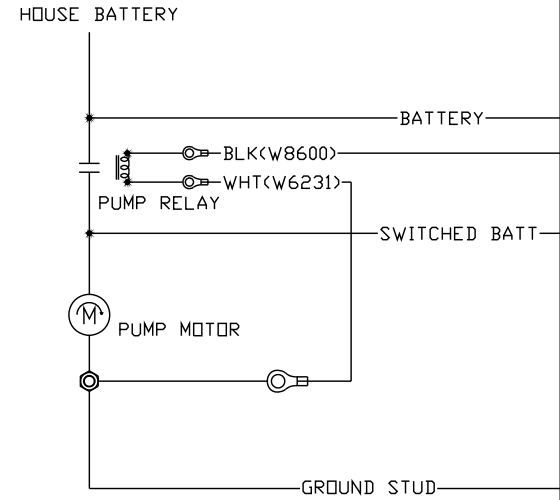 HOUSE BATTERY
BATTERY
BLK(W8600)
WHT(W6231)
PUMP RELAY
SWITCHED BATT
M
PUMP MOTOR
GROUND STUD